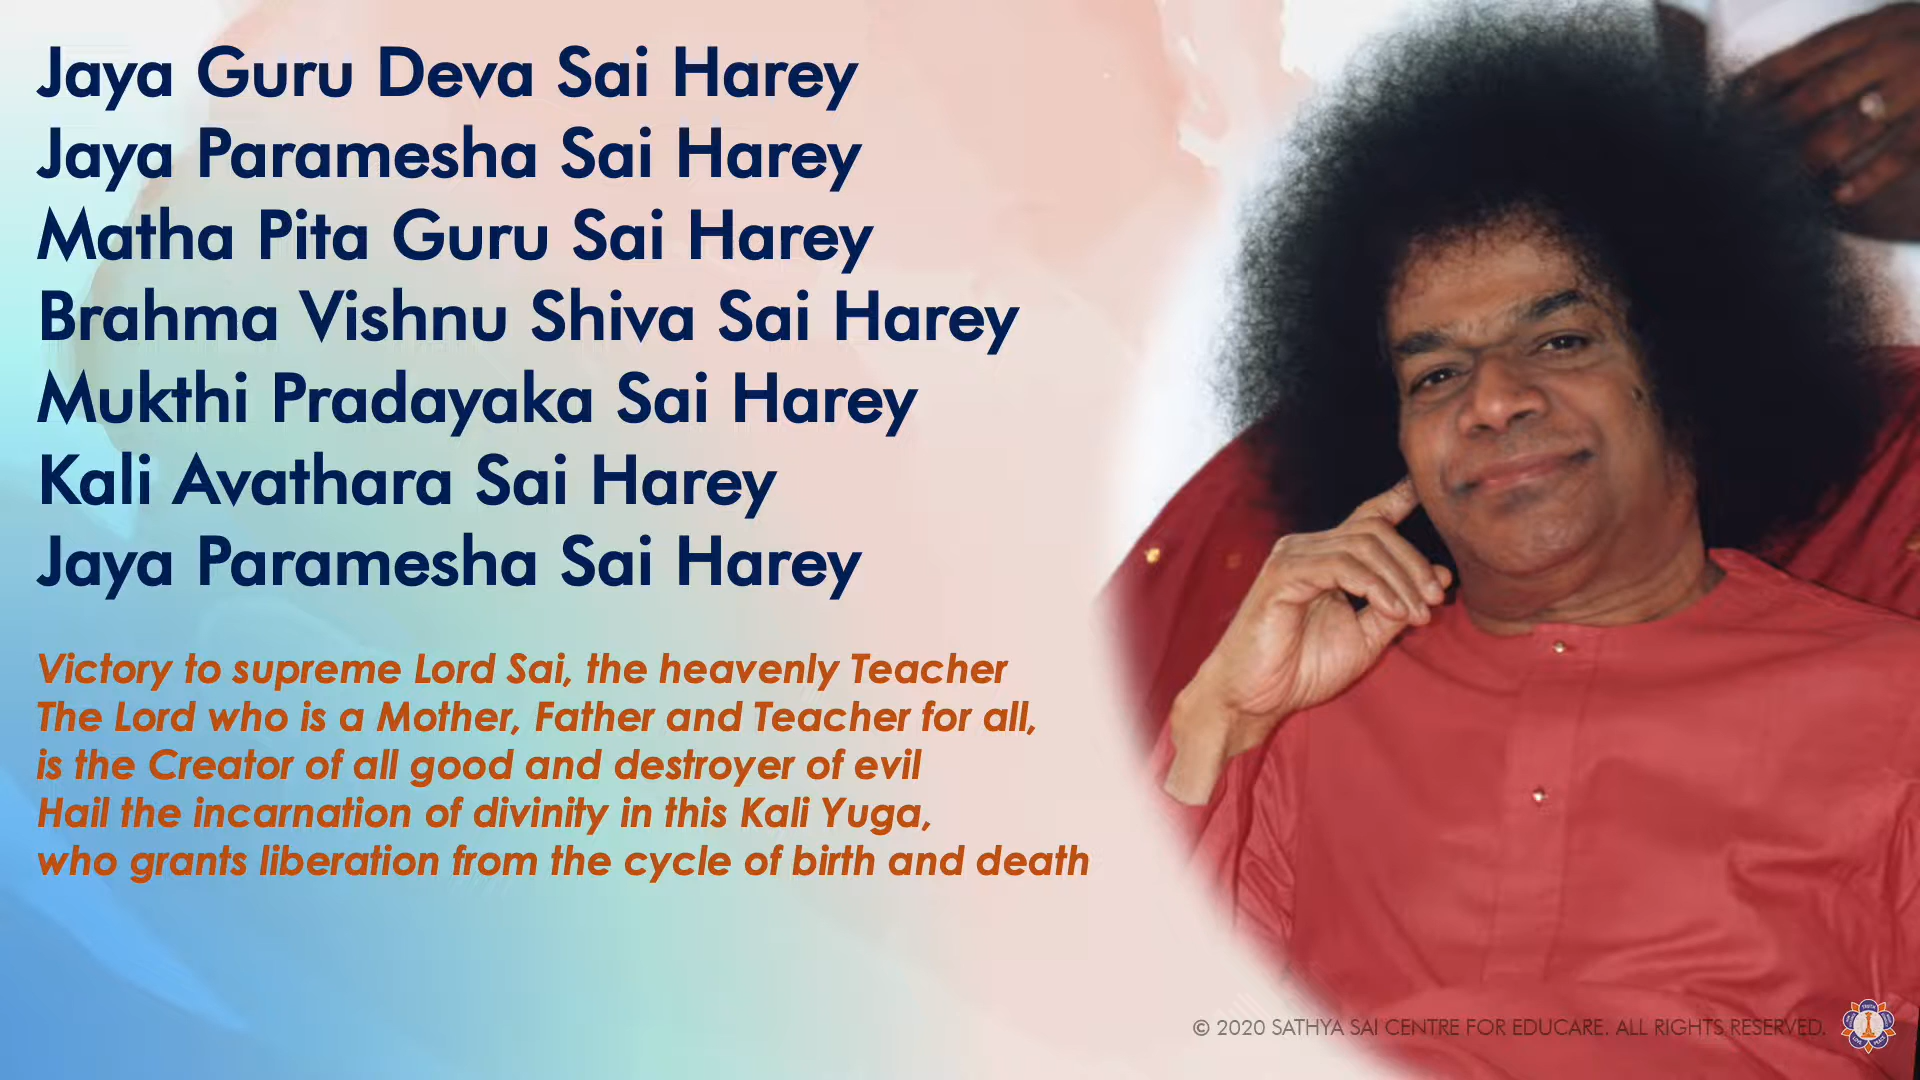 Jaya Guru Deva Sai Harey
Jaya Paramesha Sai Harey
Matha Pita Guru Sai Harey
Brahma Vishnu Shiva Sai Harey
Mukthi Pradayaka Sai Harey
Kali Avathara Sai Harey
Jaya Paramesha Sai Harey
Victory to supreme Lord Sai, the heavenly Teacher
The Lord who is a Mother, Father and Teacher for all,
is the Creator of all good and destroyer of evil
Hail the incarnation of divinity in this Kali Yuga,
who grants liberation from the cycle of birth and death
© 2020 SATHYA SAI CENTRE FOR EDUCARE. ALL RIGHTS RESERVED.